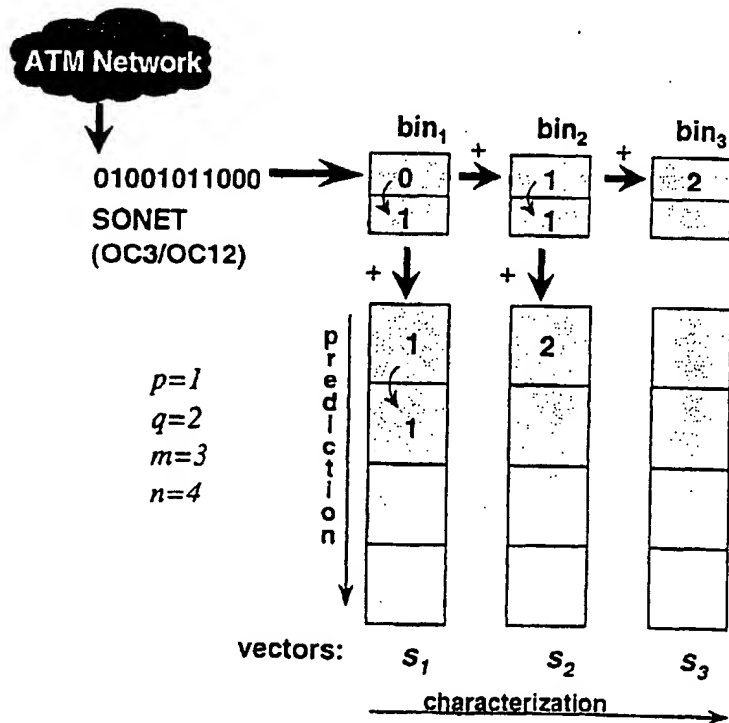 ATM Network
01001011000
SONET
(OC3/OC12)
bin₁
bin₂
bin₃
+
+
0
1
2
1
1
+
+
prediction
1
2
1
p=1
q=2
m=3
n=4
vectors:
s₁
s₂
s₃
characterization